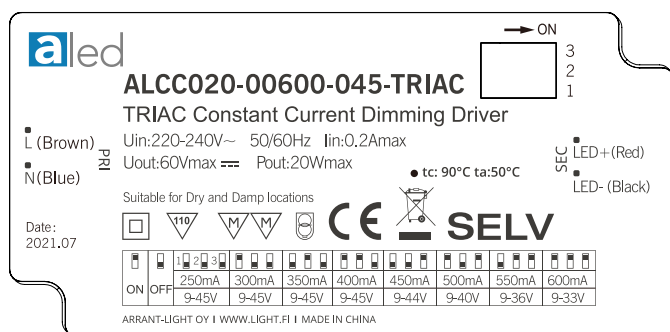 aled
ON
3
2
1
ALCC020-00600-045-TRIAC
TRIAC Constant Current Dimming Driver
L (Brown)
N(Blue)
PRI
Uin:220-240V~ 50/60Hz Iin:0.2Amax
Uout:60Vmax ⎓ Pout:20Wmax
● tc: 90°C ta:50°C
SEC
LED+(Red)
LED- (Black)
Suitable for Dry and Damp locations
Date:
2021.07
110 M M CE SELV
ON OFF 1 2 3
250mA 300mA 350mA 400mA 450mA 500mA 550mA 600mA
9-45V 9-45V 9-45V 9-45V 9-44V 9-40V 9-36V 9-33V
ARRANT-LIGHT OY I WWW.LIGHT.FI I MADE IN CHINA